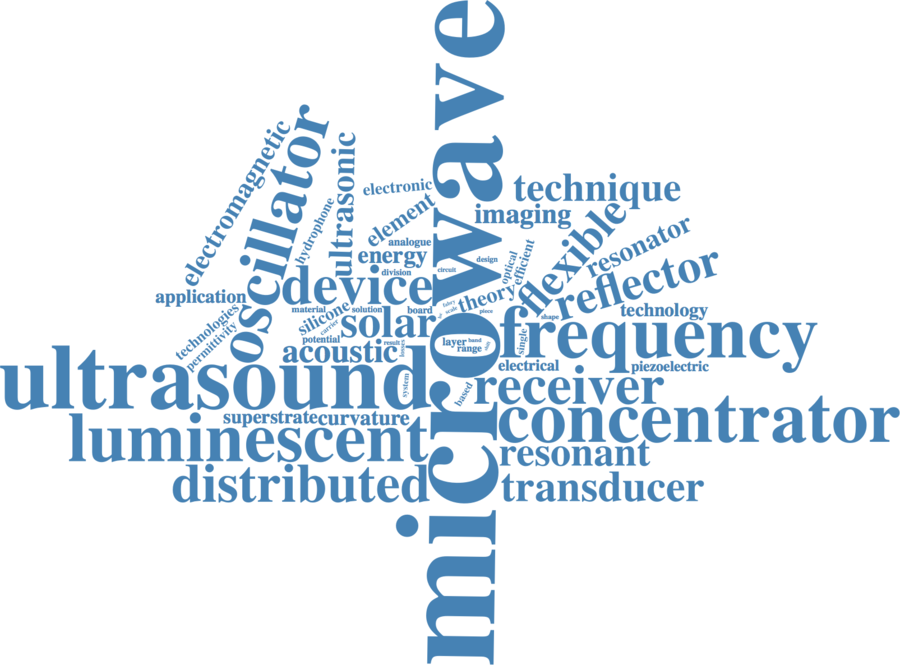 microwave
electromagnetic
oscillator
ultrasonic
hydrophone
electronic
element
analogue
energy
division
circuit
technique
imaging
flexible
resonator
reflector
optical
efficient
design
theory
application
device
technologies
permittivity
material
solution
board
silicone
carrier
potential
solar
result
losses
acoustic
fabry
scale
piece
shape
technology
frequency
single
layer
band
range
electrical
piezoelectric
ultrasound
system
based
receiver
superstrate
curvature
concentrator
luminescent
resonant
distributed
transducer